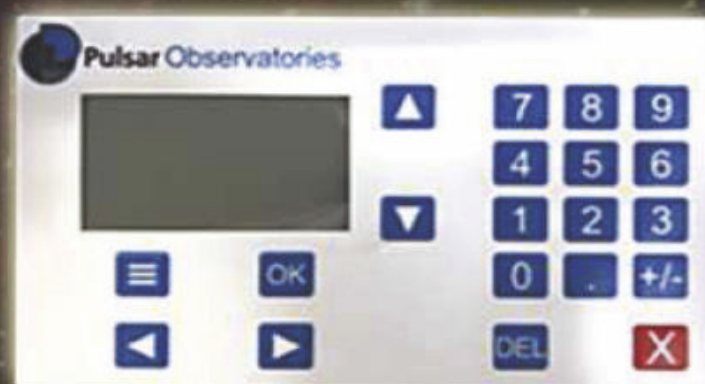 Pulsar Observatories
7 8 9
4 5 6
1 2 3
OK 0 . +/-
DEL X